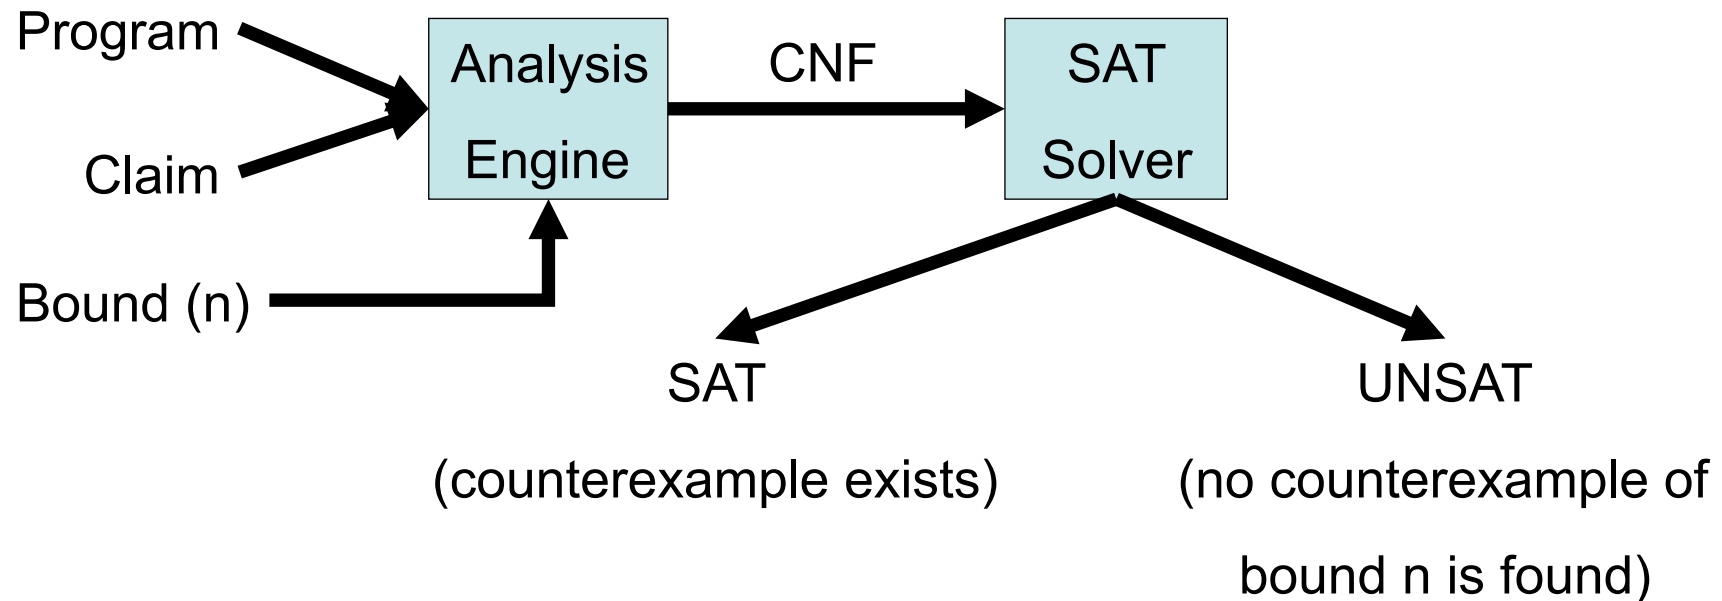 Program
Claim
Bound (n)
Analysis
Engine
CNF
SAT
Solver
SAT
(counterexample exists)
UNSAT
(no counterexample of
bound n is found)